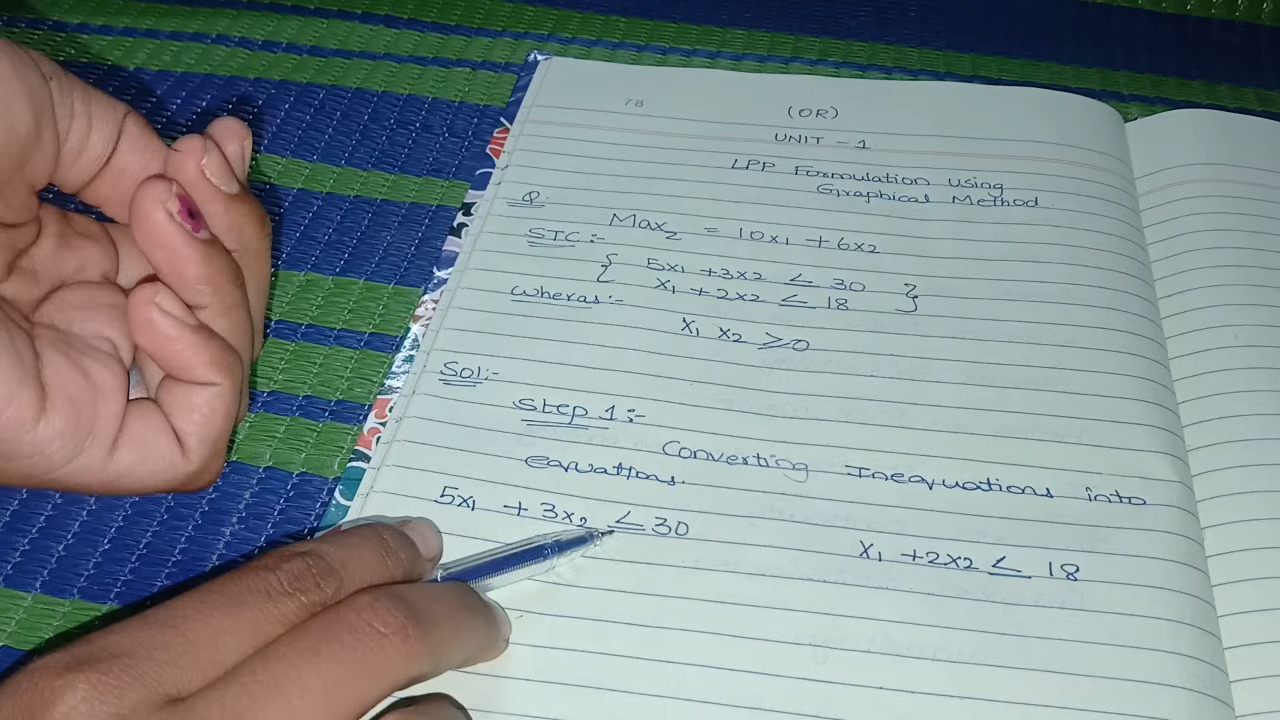 78
(OR)
UNIT - 1
LPP Formulation Using
Graphical Method.
Q.
Max Z = 10x1 + 6x2
STC:-
{ 5x1 + 3x2 ≤ 30 }
x1 + 2x2 ≤ 18
Wheras:-
x1 x2 ≥ 0
Sol:-
Step 1:-
Converting Inequations into
equations.
5x1 + 3x2 ≤ 30
x1 + 2x2 ≤ 18